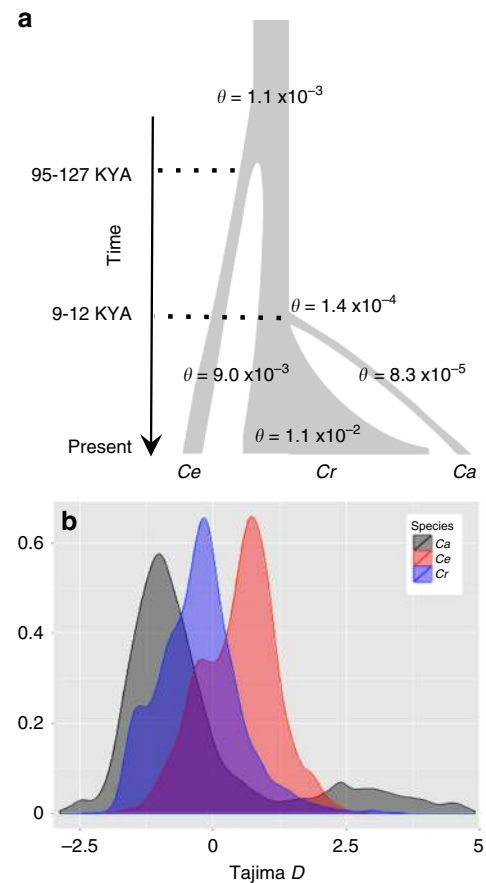 a
θ = 1.1 x10⁻³
95-127 KYA
Time
9-12 KYA
θ = 1.4 x10⁻⁴
θ = 9.0 x10⁻³
θ = 8.3 x10⁻⁵
θ = 1.1 x10⁻²
Present
Ce Cr Ca
b
Species
Ca
Ce
Cr
0.6
0.4
0.2
0
−2.5 0 2.5 5
Tajima D